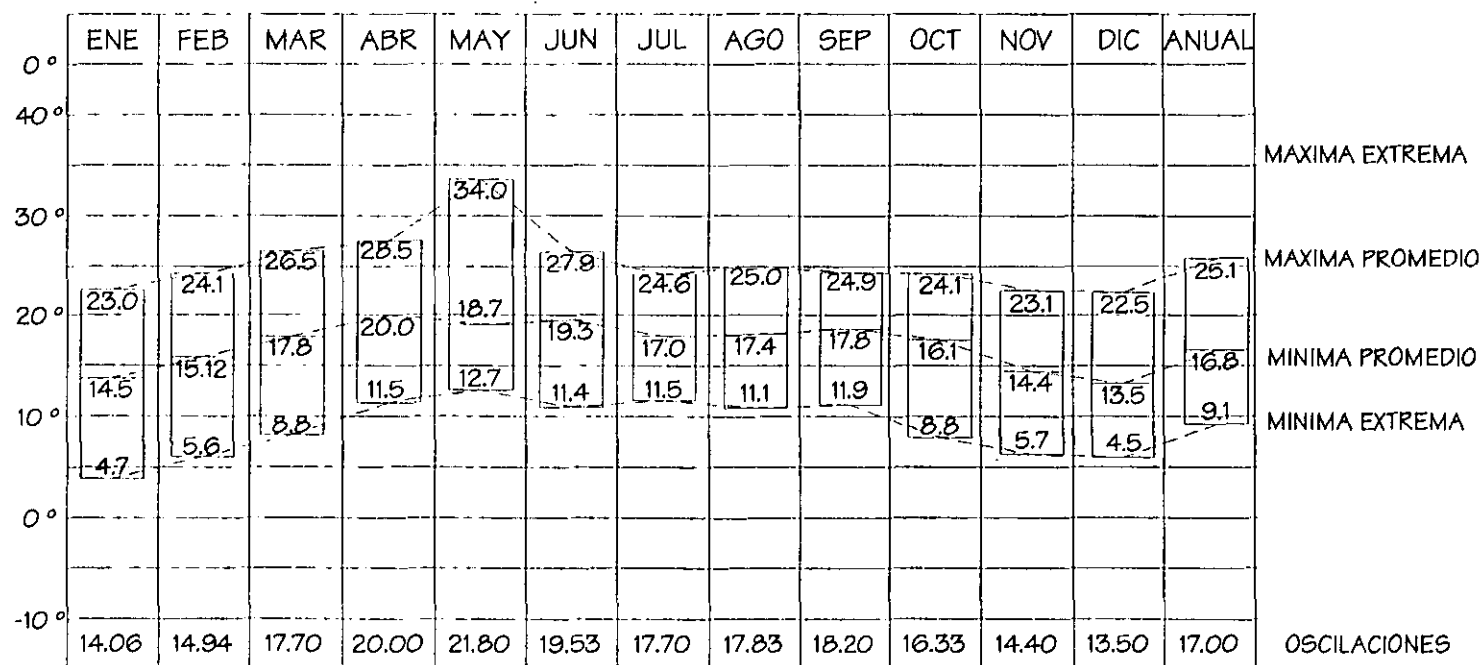 ENE FEB MAR ABR MAY JUN JUL AGO SEP OCT NOV DIC ANUAL
0°
40°
MAXIMA EXTREMA
34.0
30°
23.0 24.1 26.5 28.5 27.9 24.6 25.0 24.9 24.1 23.1 22.5 25.1 MAXIMA PROMEDIO
20°
14.5 15.12 17.8 20.0 18.7 19.3 17.0 17.4 17.8 16.1 14.4 13.5 16.8 MINIMA PROMEDIO
10°
4.7 5.6 8.8 11.5 12.7 11.4 11.5 11.1 11.9 8.8 5.7 4.5 9.1 MINIMA EXTREMA
0°
-10°
14.06 14.94 17.70 20.00 21.80 19.53 17.70 17.83 18.20 16.33 14.40 13.50 17.00 OSCILACIONES